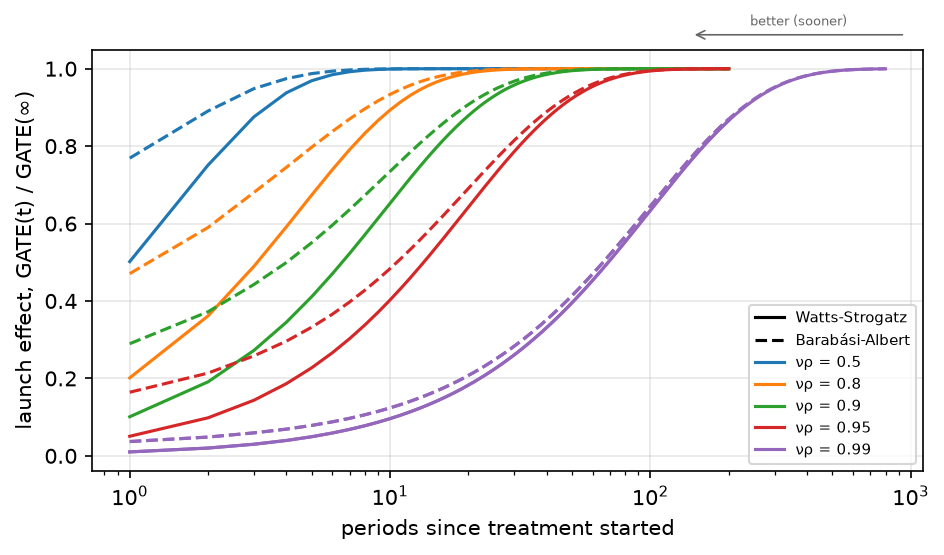 better (sooner)
launch effect, GATE(t) / GATE(∞)
1.0
0.8
0.6
0.4
0.2
0.0
Watts-Strogatz
Barabási-Albert
νρ = 0.5
νρ = 0.8
νρ = 0.9
νρ = 0.95
νρ = 0.99
10⁰ 10¹ 10² 10³
periods since treatment started